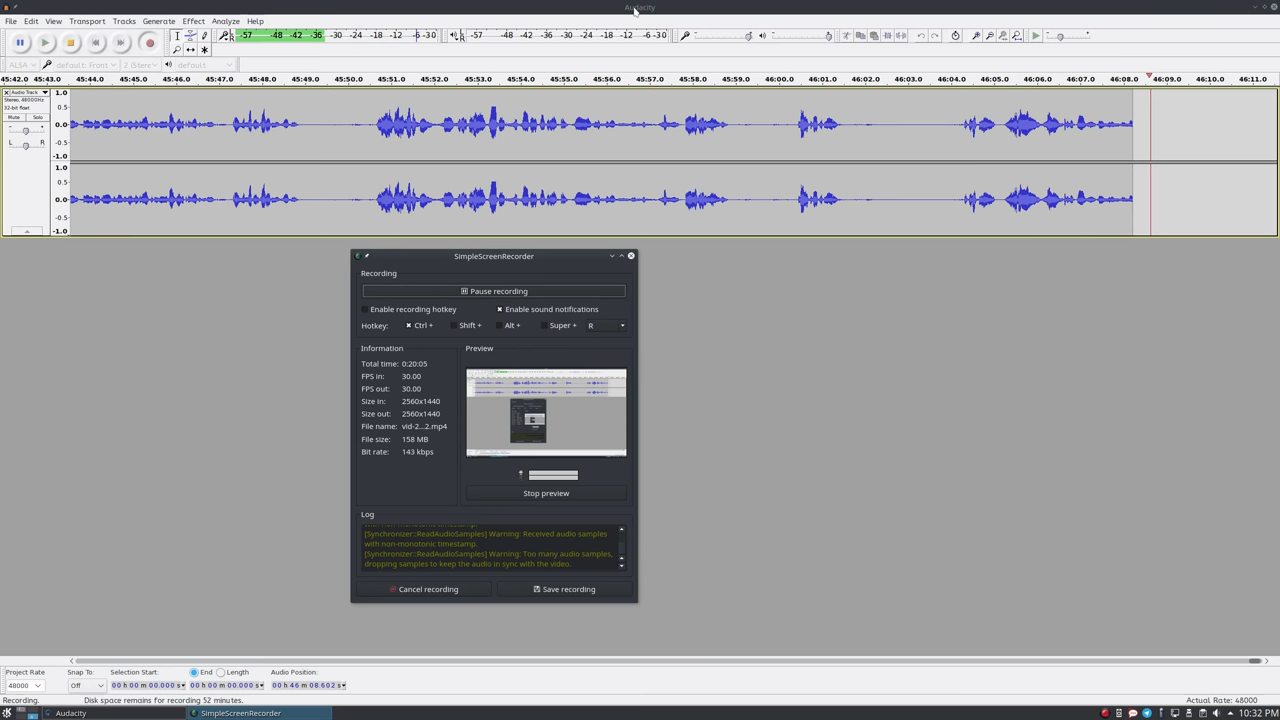 Audacity
File Edit View Transport Tracks Generate Effect Analyze Help
-57 -48 -42 -36 -30 -24 -18 -12 -6 -30
-57 -48 -42 -36 -30 -24 -18 -12 -6 -30
ALSA default: Front 2 (Stere default
45:42.0 45:43.0 45:44.0 45:45.0 45:46.0 45:47.0 45:48.0 45:49.0 45:50.0 45:51.0 45:52.0 45:53.0 45:54.0 45:55.0 45:56.0 45:57.0 45:58.0 45:59.0 46:00.0 46:01.0 46:02.0 46:03.0 46:04.0 46:05.0 46:06.0 46:07.0 46:08.0 46:09.0 46:10.0 46:11.0
Audio Track
Stereo, 48000Hz
32-bit float
Mute Solo
- +
L R
1.0
0.5
0.0
-0.5
-1.0
1.0
0.5
0.0
-0.5
-1.0
SimpleScreenRecorder
Recording
Pause recording
Enable recording hotkey Enable sound notifications
Hotkey: Ctrl + Shift + Alt + Super + R
Information
Total time: 0:20:05
FPS in: 30.00
FPS out: 30.00
Size in: 2560x1440
Size out: 2560x1440
File name: vid-2...2.mp4
File size: 158 MB
Bit rate: 143 kbps
Preview
Stop preview
Log
[Synchronizer::ReadAudioSamples] Warning: Received audio samples
with non-monotonic timestamp.
[Synchronizer::ReadAudioSamples] Warning: Too many audio samples,
dropping samples to keep the audio in sync with the video.
Cancel recording Save recording
Project Rate Snap To: Selection Start: End Length Audio Position:
48000 Off 00 h 00 m 00.000 s 00 h 00 m 00.000 s 00 h 46 m 08.602 s
Recording. Disk space remains for recording 52 minutes. Actual Rate: 48000
Audacity SimpleScreenRecorder 10:32 PM